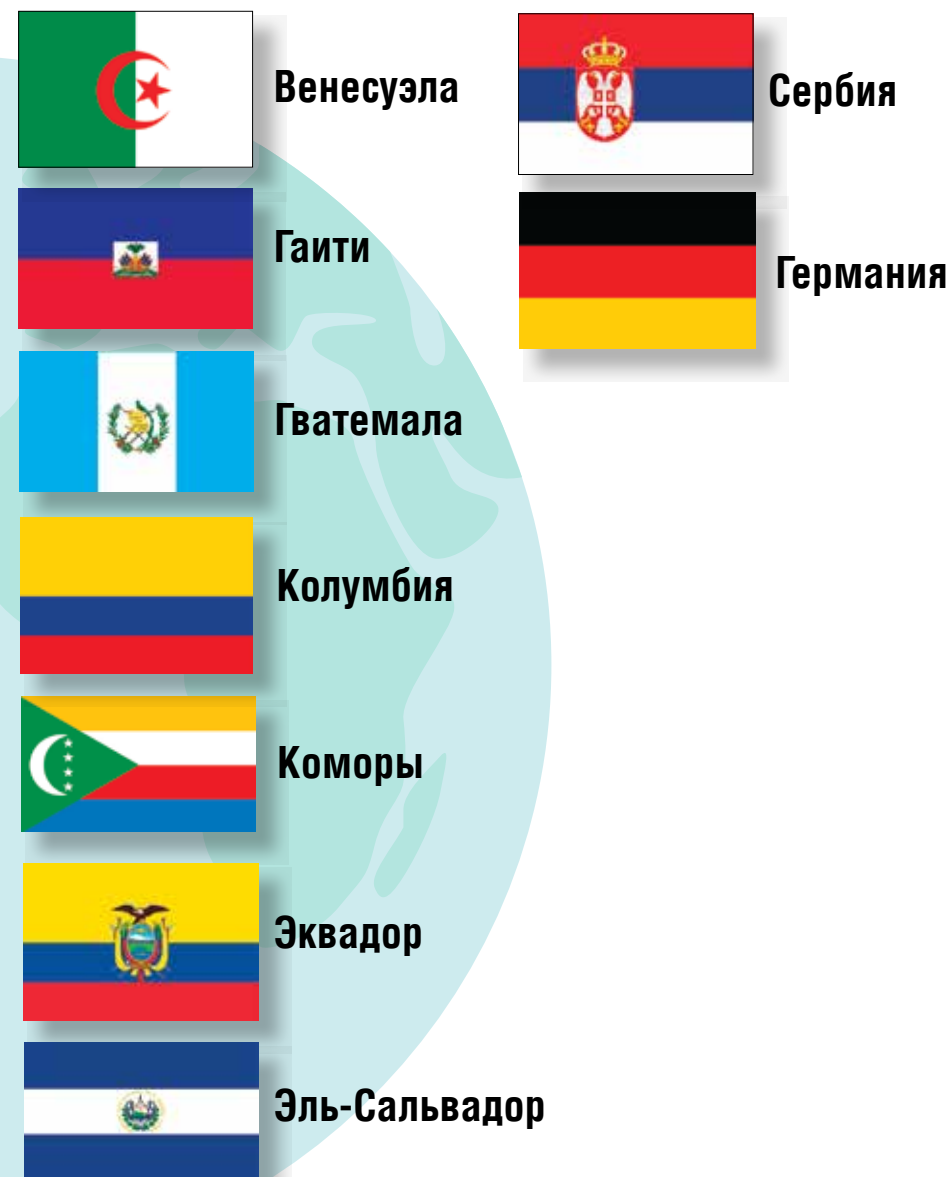 Венесуэла
Гаити
Гватемала
Колумбия
Коморы
Эквадор
Эль-Сальвадор
Сербия
Германия